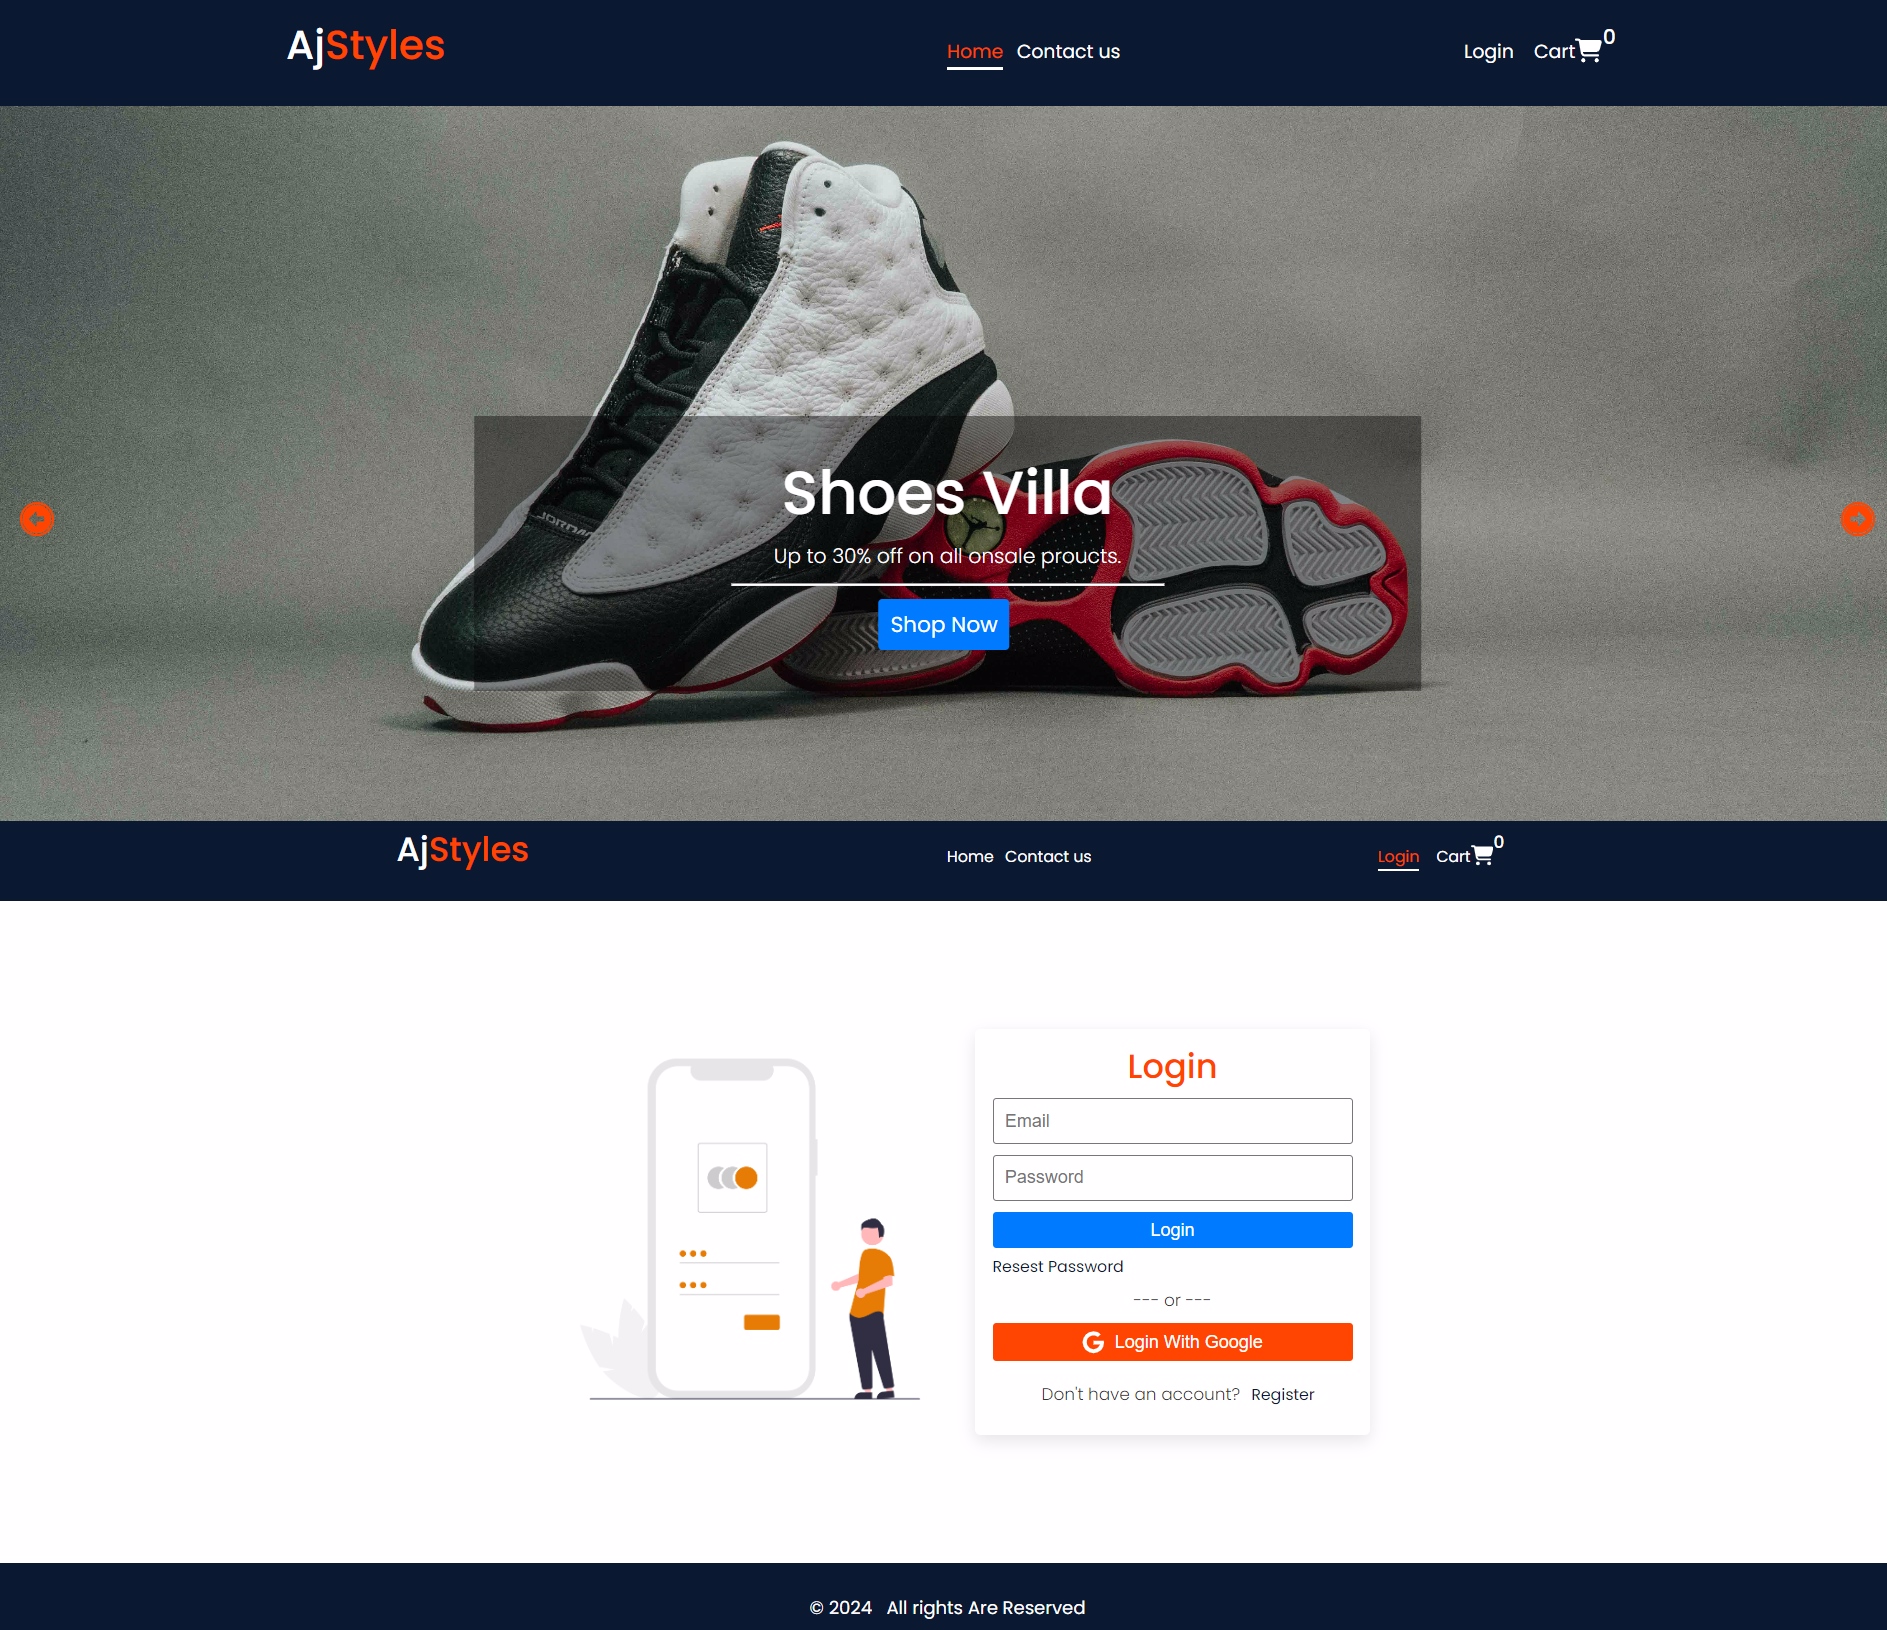 AjStyles
Home Contact us
Login Cart 0
Shoes Villa
Up to 30% off on all onsale proucts.
Shop Now
JORDAN
AjStyles
Home Contact us
Login Cart 0
Login
Email
Password
Login
Resest Password
--- or ---
G Login With Google
Don't have an account? Register
© 2024 All rights Are Reserved